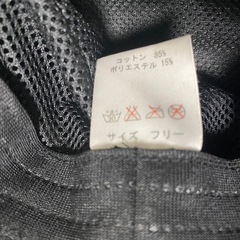 コットン 85%
ポリエステル 15%
サイズ フリー